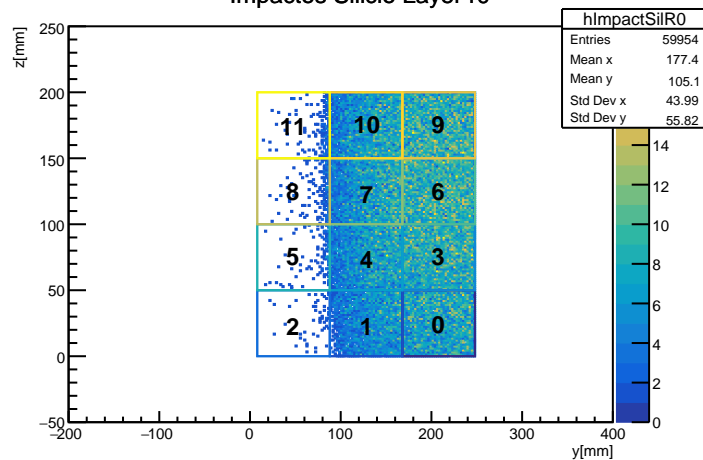 Impactos Silicio Layer
hImpactSilR0
Entries 59954
Mean x 177.4
Mean y 105.1
Std Dev x 43.99
Std Dev y 55.82
z[mm]
250
200
150
100
50
0
−50
11 10 9
8 7 6
5 4 3
2 1 0
14
12
10
8
6
4
2
0
−200 −100 0 100 200 300 400
y[mm]